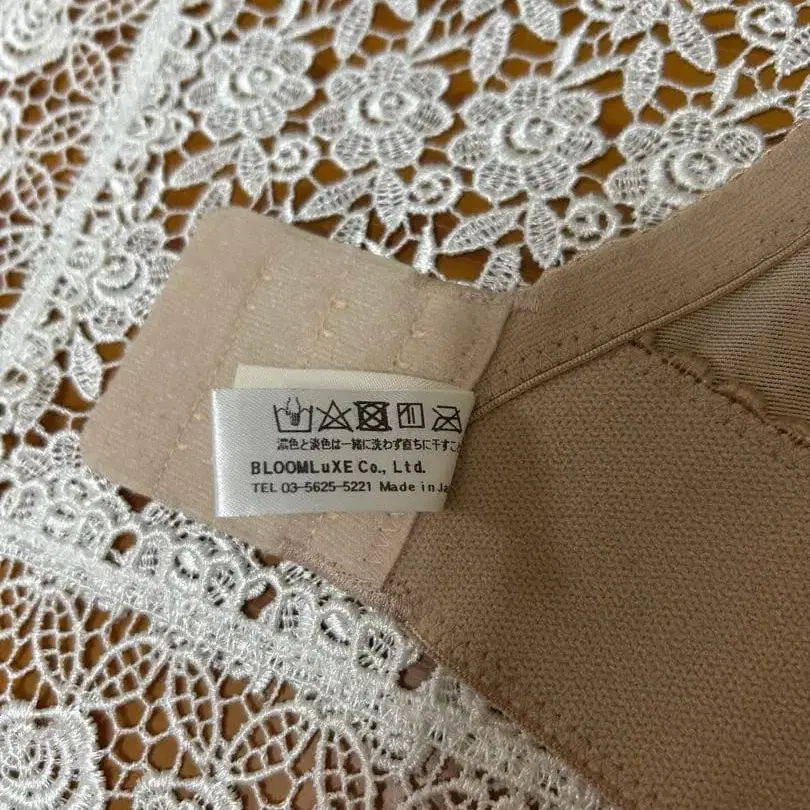 濃色と淡色は一緒に洗わず直ちに干すこと
BLOOMLuXE Co., Ltd.
TEL 03-5625-5221 Made in Ja